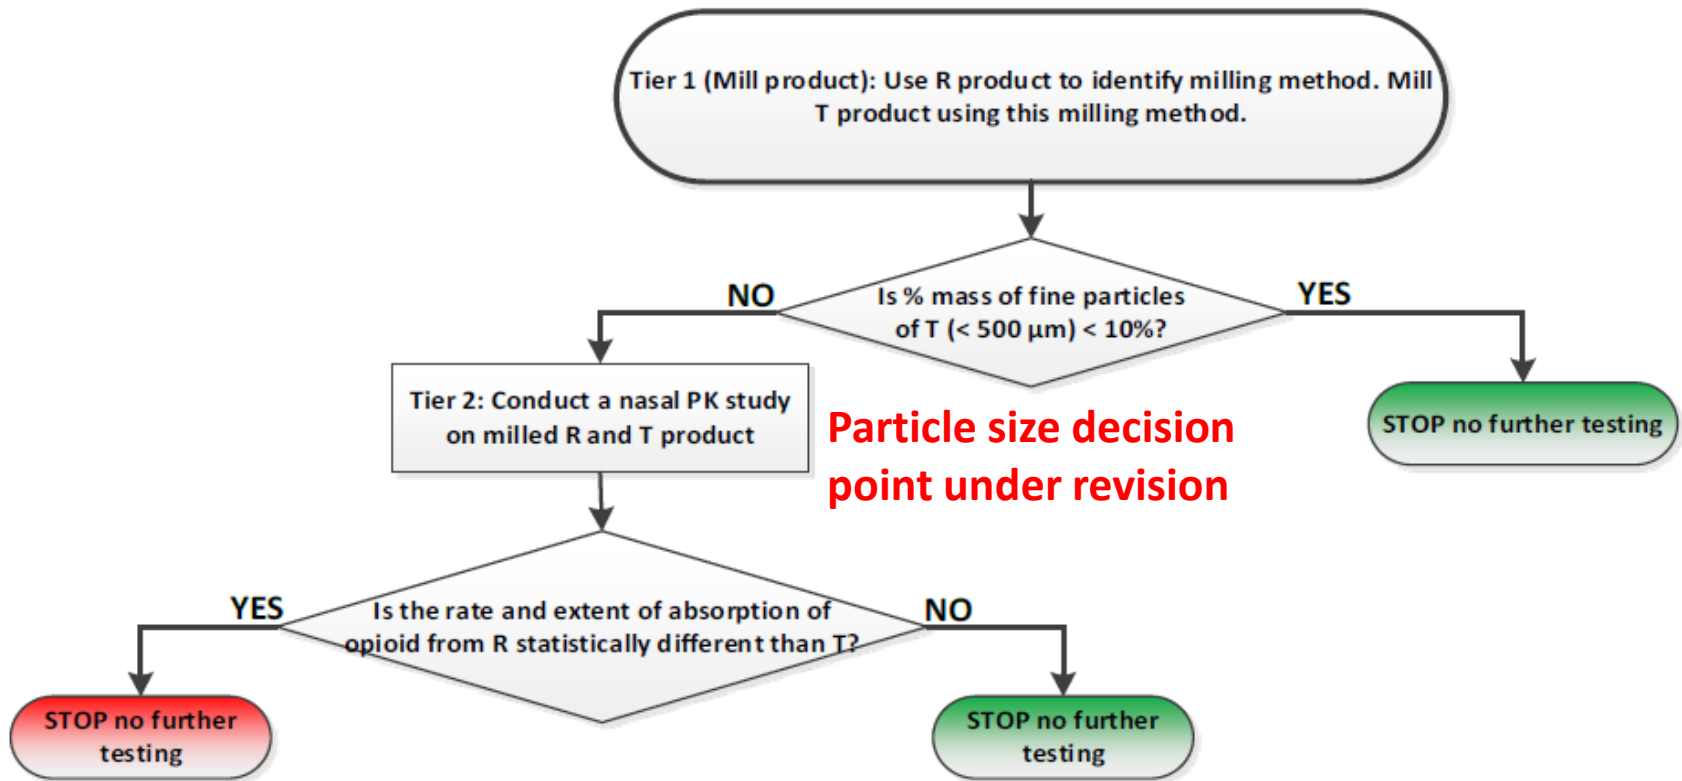 Tier 1 (Mill product): Use R product to identify milling method. Mill
T product using this milling method.
NO
Is % mass of fine particles
of T (< 500 µm) < 10%?
YES
Tier 2: Conduct a nasal PK study
on milled R and T product
Particle size decision
point under revision
STOP no further testing
YES
Is the rate and extent of absorption of
opioid from R statistically different than T?
NO
STOP no further
testing
STOP no further
testing